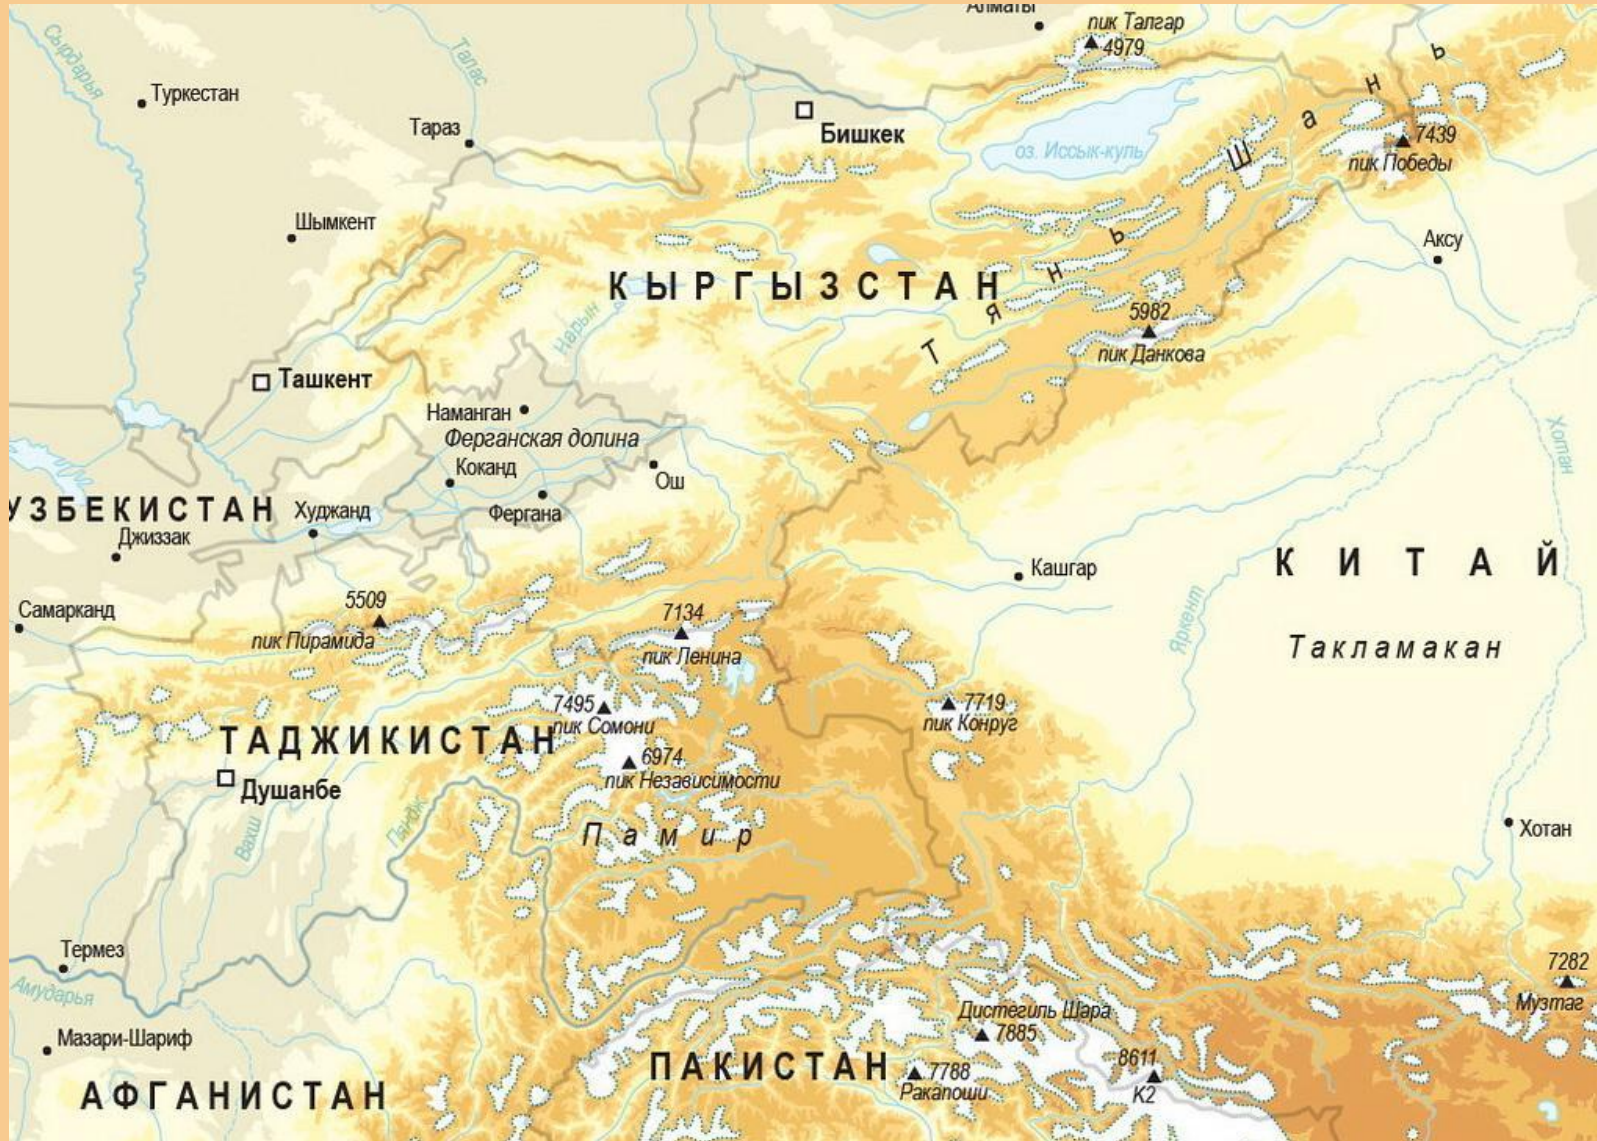 Алматы
пик Талгар
4979
Сырдарья
Талас
Туркестан
Тараз
Бишкек
оз. Иссык-куль
Тянь Шань
7439
пик Победы
Шымкент
Аксу
КЫРГЫЗСТАН
Нарын
5982
пик Данкова
Ташкент
Наманган
Ферганская долина
Коканд
Ош
Фергана
Хотан
УЗБЕКИСТАН
Худжанд
Джиззак
Кашгар
КИТАЙ
Самарканд
5509
пик Пирамида
7134
пик Ленина
Яркент
Такламакан
7495
пик Сомони
7719
пик Конруг
ТАДЖИКИСТАН
6974
пик Независимости
Душанбе
Пяндж
Вахш
Памир
Хотан
Термез
Амударья
7282
Музтаг
Дистегиль Шара
7885
Мазари-Шариф
ПАКИСТАН
7788
Ракапоши
8611
К2
АФГАНИСТАН